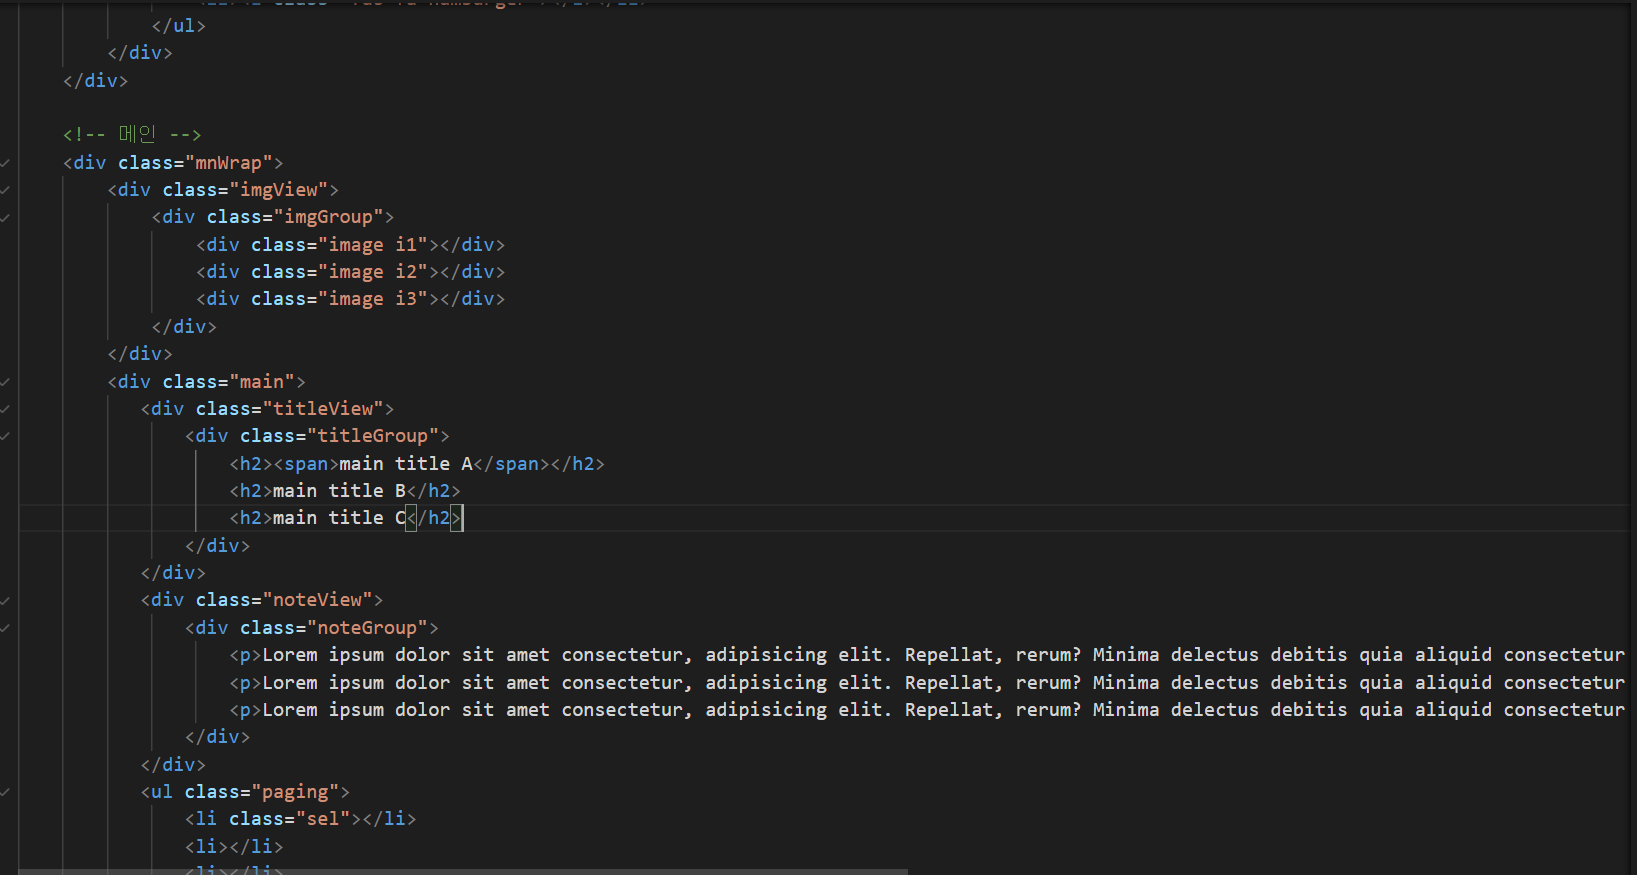 </ul>
</div>
</div>
<!-- 메인 -->
<div class="mnWrap">
<div class="imgView">
<div class="imgGroup">
<div class="image i1"></div>
<div class="image i2"></div>
<div class="image i3"></div>
</div>
</div>
<div class="main">
<div class="titleView">
<div class="titleGroup">
<h2><span>main title A</span></h2>
<h2>main title B</h2>
<h2>main title C</h2>
</div>
</div>
<div class="noteView">
<div class="noteGroup">
<p>Lorem ipsum dolor sit amet consectetur, adipisicing elit. Repellat, rerum? Minima delectus debitis quia aliquid consectetur
<p>Lorem ipsum dolor sit amet consectetur, adipisicing elit. Repellat, rerum? Minima delectus debitis quia aliquid consectetur
<p>Lorem ipsum dolor sit amet consectetur, adipisicing elit. Repellat, rerum? Minima delectus debitis quia aliquid consectetur
</div>
</div>
<ul class="paging">
<li class="sel"></li>
<li></li>
<li></li>